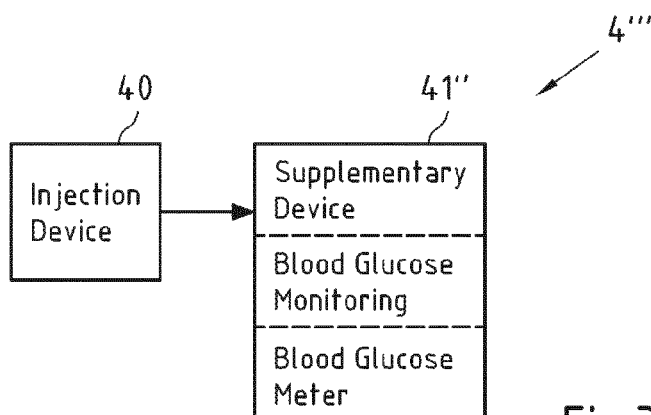 4'''
40
41''
Injection
Device
Supplementary
Device
Blood Glucose
Monitoring
Blood Glucose
Meter